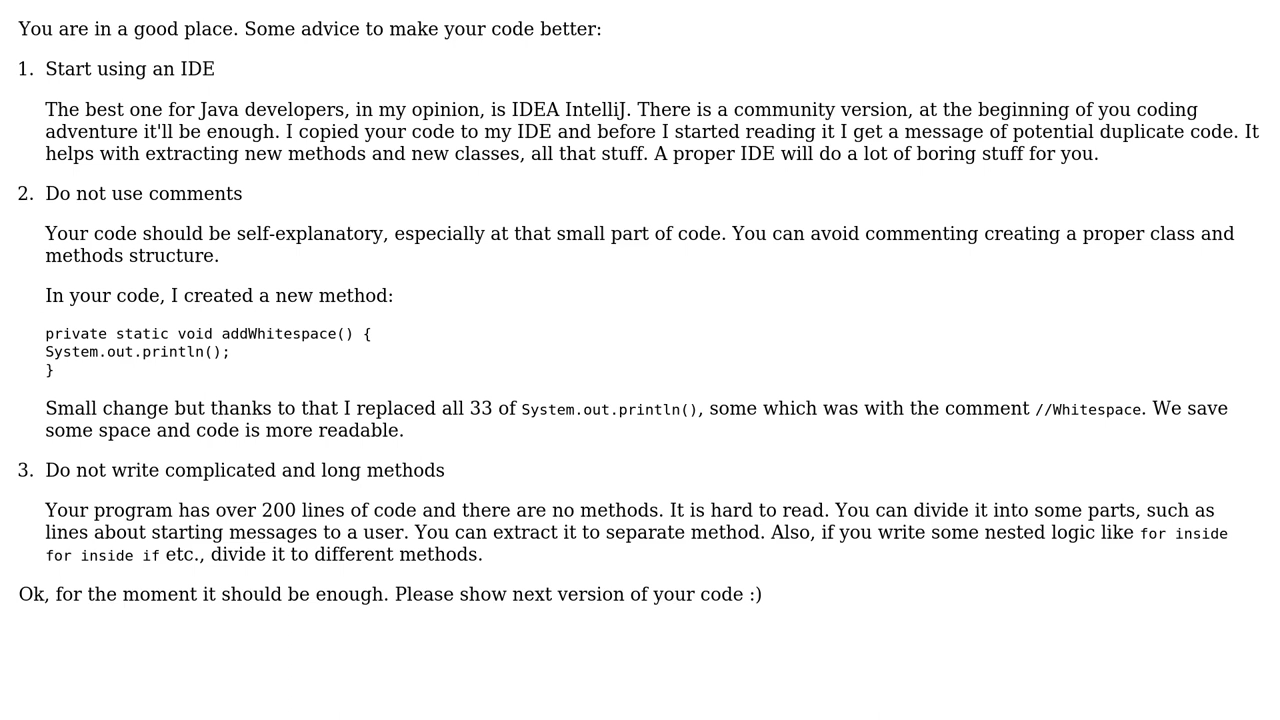 You are in a good place. Some advice to make your code better:
1. Start using an IDE
The best one for Java developers, in my opinion, is IDEA IntelliJ. There is a community version, at the beginning of you coding
adventure it'll be enough. I copied your code to my IDE and before I started reading it I get a message of potential duplicate code. It
helps with extracting new methods and new classes, all that stuff. A proper IDE will do a lot of boring stuff for you.
2. Do not use comments
Your code should be self-explanatory, especially at that small part of code. You can avoid commenting creating a proper class and
methods structure.
In your code, I created a new method:
private static void addWhitespace() {
System.out.println();
}
Small change but thanks to that I replaced all 33 of System.out.println(), some which was with the comment //Whitespace. We save
some space and code is more readable.
3. Do not write complicated and long methods
Your program has over 200 lines of code and there are no methods. It is hard to read. You can divide it into some parts, such as
lines about starting messages to a user. You can extract it to separate method. Also, if you write some nested logic like for inside
for inside if etc., divide it to different methods.
Ok, for the moment it should be enough. Please show next version of your code :)